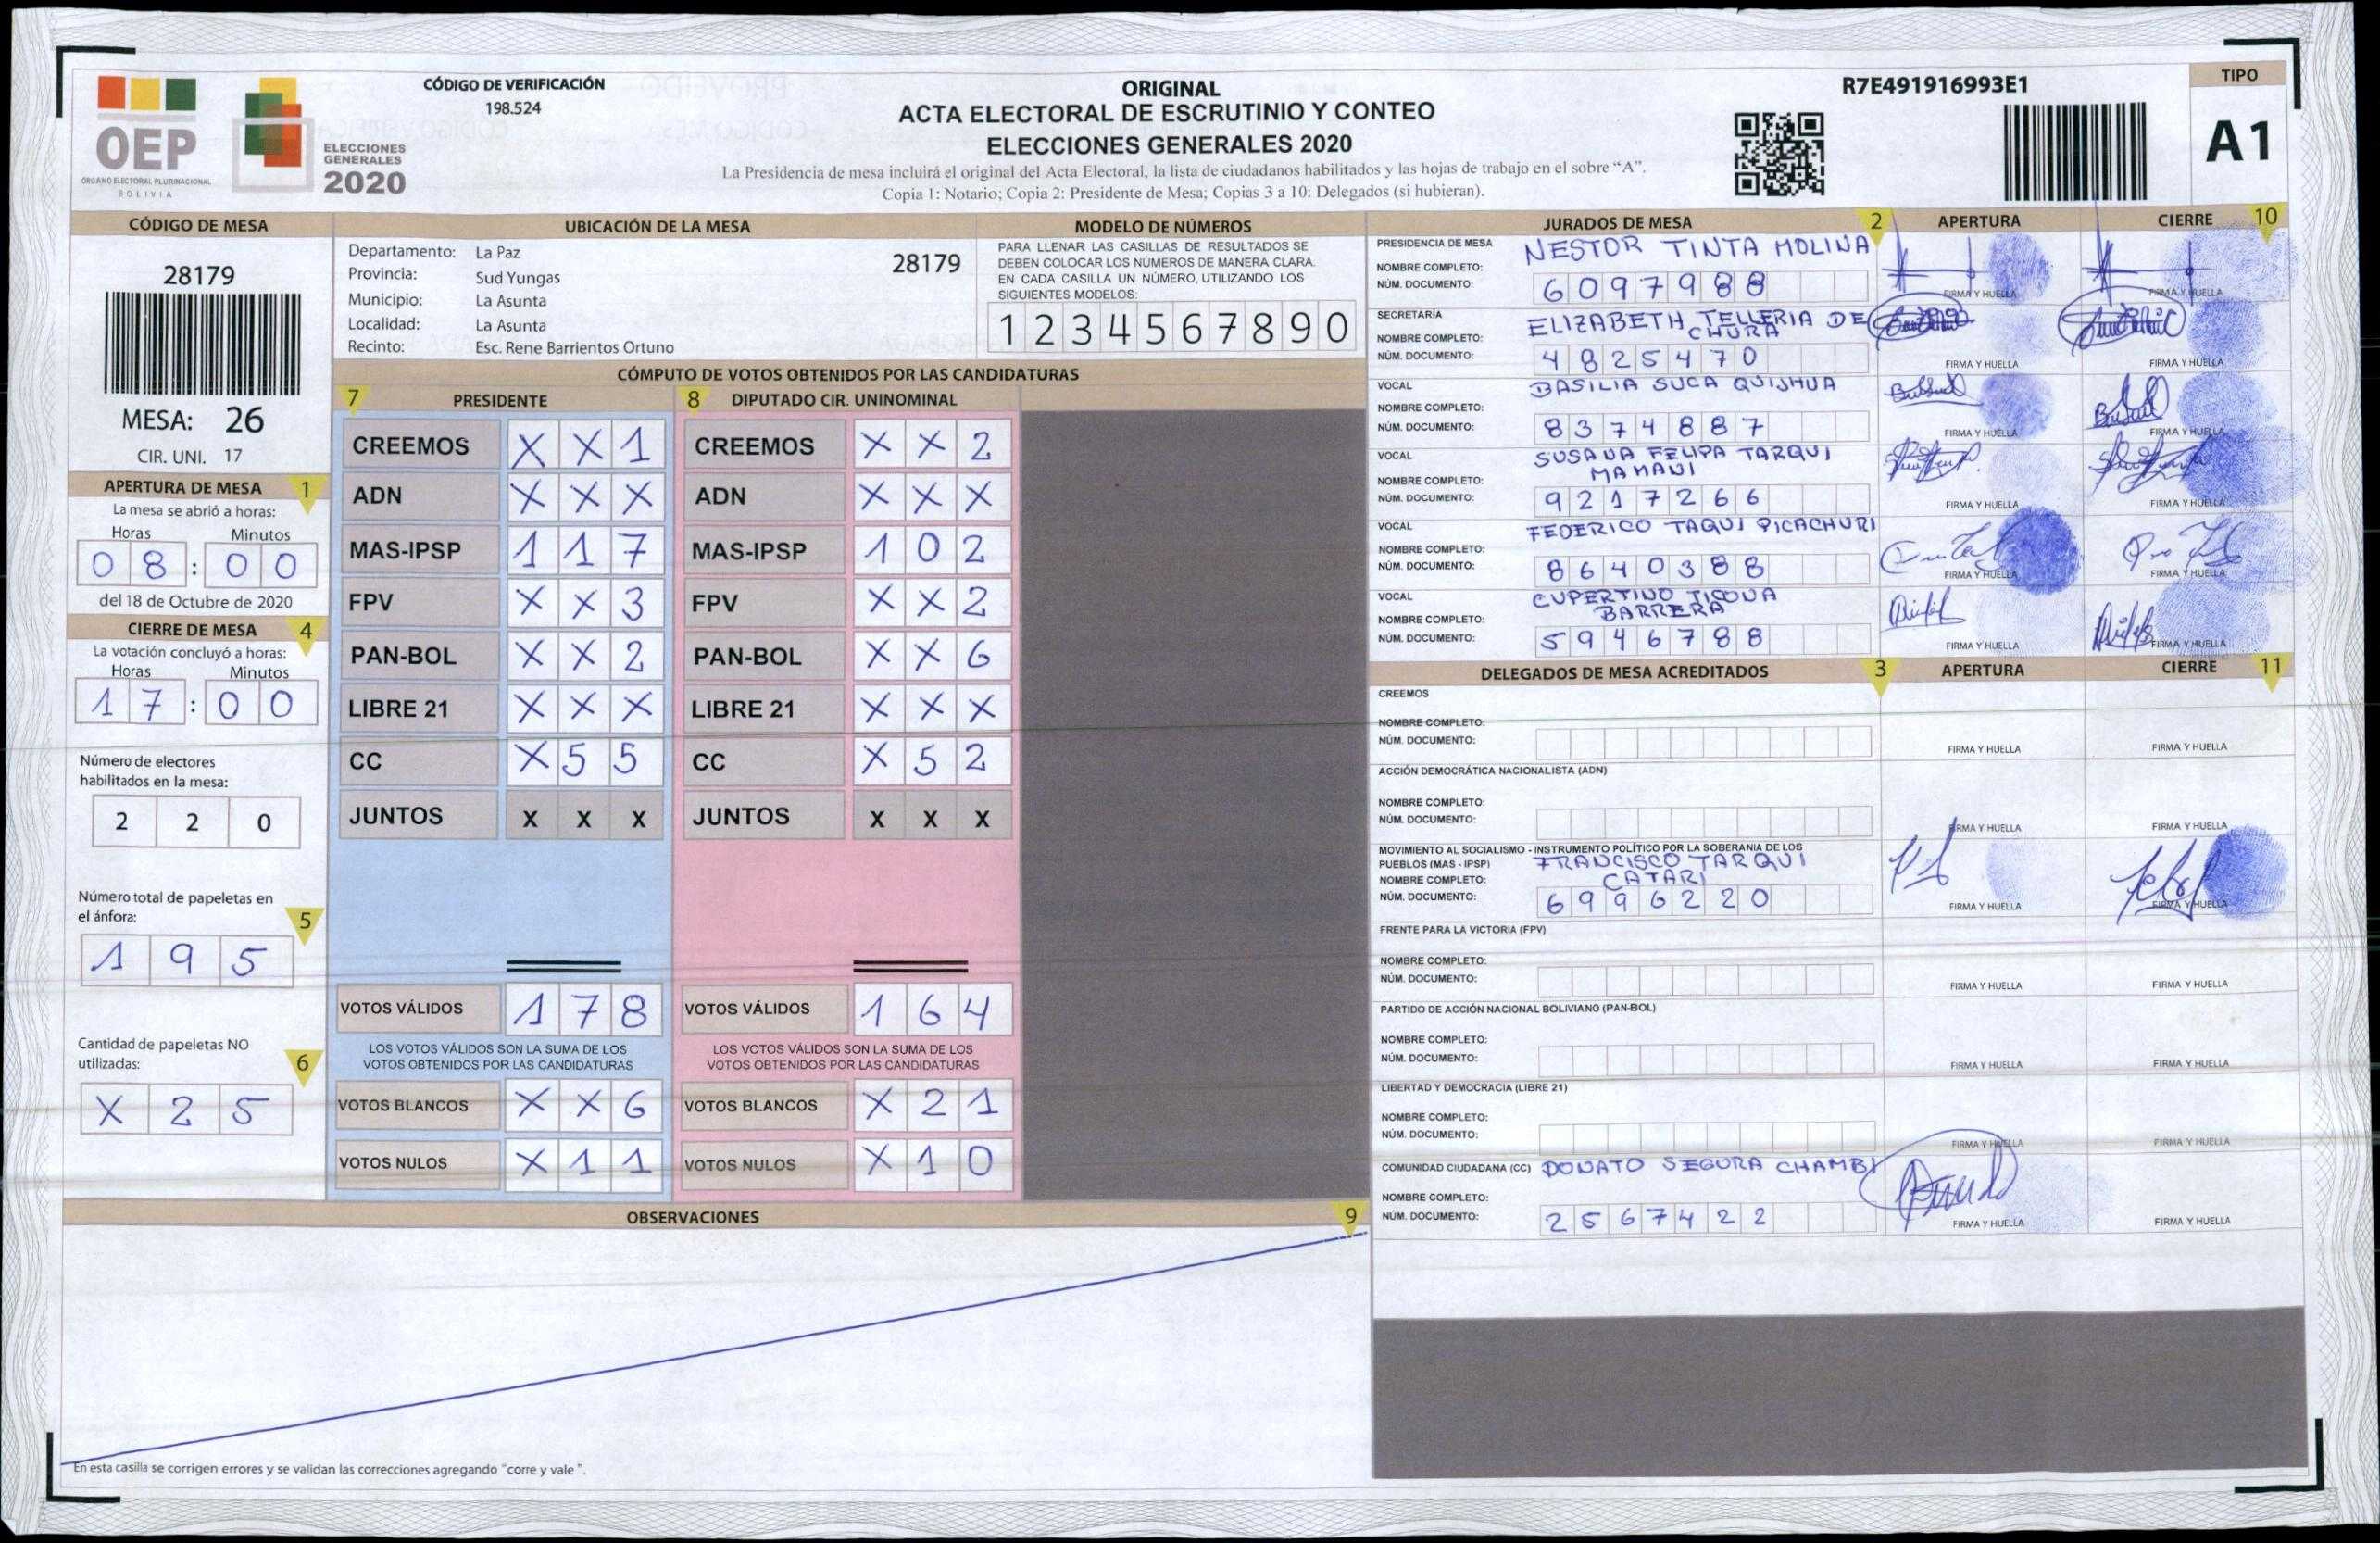 CÓDIGO DE VERIFICACIÓN
198.524
OEP
ÓRGANO ELECTORAL PLURINACIONAL
BOLIVIA
ELECCIONES
GENERALES
2020
ORIGINAL
ACTA ELECTORAL DE ESCRUTINIO Y CONTEO
ELECCIONES GENERALES 2020
La Presidencia de mesa incluirá el original del Acta Electoral, la lista de ciudadanos habilitados y las hojas de trabajo en el sobre “A”.
Copia 1: Notario; Copia 2: Presidente de Mesa; Copias 3 a 10: Delegados (si hubieran).
R7E491916993E1
TIPO
A1
CÓDIGO DE MESA
28179
MESA: 26
CIR. UNI. 17
APERTURA DE MESA 1
La mesa se abrió a horas:
Horas Minutos
0 8 : 0 0
del 18 de Octubre de 2020
CIERRE DE MESA 4
La votación concluyó a horas:
Horas Minutos
1 7 : 0 0
Número de electores
habilitados en la mesa:
2 2 0
Número total de papeletas en
el ánfora: 5
1 9 5
Cantidad de papeletas NO
utilizadas: 6
X 2 5
UBICACIÓN DE LA MESA
Departamento: La Paz
Provincia: Sud Yungas
Municipio: La Asunta
Localidad: La Asunta
Recinto: Esc. Rene Barrientos Ortuno
28179
MODELO DE NÚMEROS
PARA LLENAR LAS CASILLAS DE RESULTADOS SE
DEBEN COLOCAR LOS NÚMEROS DE MANERA CLARA.
EN CADA CASILLA UN NÚMERO, UTILIZANDO LOS
SIGUIENTES MODELOS:
1 2 3 4 5 6 7 8 9 0
CÓMPUTO DE VOTOS OBTENIDOS POR LAS CANDIDATURAS
7 PRESIDENTE 8 DIPUTADO CIR. UNINOMINAL
CREEMOS X X 1 CREEMOS X X 2
ADN X X X ADN X X X
MAS-IPSP 1 1 7 MAS-IPSP 1 0 2
FPV X X 3 FPV X X 2
PAN-BOL X X 2 PAN-BOL X X 6
LIBRE 21 X X X LIBRE 21 X X X
CC X 5 5 CC X 5 2
JUNTOS X X X JUNTOS X X X
VOTOS VÁLIDOS 1 7 8 VOTOS VÁLIDOS 1 6 4
LOS VOTOS VÁLIDOS SON LA SUMA DE LOS LOS VOTOS VÁLIDOS SON LA SUMA DE LOS
VOTOS OBTENIDOS POR LAS CANDIDATURAS VOTOS OBTENIDOS POR LAS CANDIDATURAS
VOTOS BLANCOS X X 6 VOTOS BLANCOS X 2 1
VOTOS NULOS X 1 1 VOTOS NULOS X 1 0
OBSERVACIONES 9
En esta casilla se corrigen errores y se validan las correcciones agregando "corre y vale".
JURADOS DE MESA 2 APERTURA CIERRE 10
PRESIDENCIA DE MESA NESTOR TINTA MOLINA
NOMBRE COMPLETO:
NÚM. DOCUMENTO: 6097988
FIRMA Y HUELLA FIRMA Y HUELLA
SECRETARÍA ELIZABETH TELLERIA DE
NOMBRE COMPLETO: CHURA
NÚM. DOCUMENTO: 4825470
FIRMA Y HUELLA FIRMA Y HUELLA
VOCAL BASILIA SUCA QUISHUA
NOMBRE COMPLETO:
NÚM. DOCUMENTO: 8374887
FIRMA Y HUELLA FIRMA Y HUELLA
VOCAL SUSANA FELIPA TARQUI
NOMBRE COMPLETO: MAMANI
NÚM. DOCUMENTO: 9217266
FIRMA Y HUELLA FIRMA Y HUELLA
VOCAL FEDERICO TAQUI PICACHURI
NOMBRE COMPLETO:
NÚM. DOCUMENTO: 8640388
FIRMA Y HUELLA FIRMA Y HUELLA
VOCAL CUPERTINO TICONA
NOMBRE COMPLETO: BARRERA
NÚM. DOCUMENTO: 5946788
FIRMA Y HUELLA FIRMA Y HUELLA
DELEGADOS DE MESA ACREDITADOS 3 APERTURA CIERRE 11
CREEMOS
NOMBRE COMPLETO:
NÚM. DOCUMENTO:
FIRMA Y HUELLA FIRMA Y HUELLA
ACCIÓN DEMOCRÁTICA NACIONALISTA (ADN)
NOMBRE COMPLETO:
NÚM. DOCUMENTO:
FIRMA Y HUELLA FIRMA Y HUELLA
MOVIMIENTO AL SOCIALISMO - INSTRUMENTO POLÍTICO POR LA SOBERANIA DE LOS
PUEBLOS (MAS - IPSP) FRANCISCO TARQUI
NOMBRE COMPLETO: CATARI
NÚM. DOCUMENTO: 6996220
FIRMA Y HUELLA FIRMA Y HUELLA
FRENTE PARA LA VICTORIA (FPV)
NOMBRE COMPLETO:
NÚM. DOCUMENTO:
FIRMA Y HUELLA FIRMA Y HUELLA
PARTIDO DE ACCIÓN NACIONAL BOLIVIANO (PAN-BOL)
NOMBRE COMPLETO:
NÚM. DOCUMENTO:
FIRMA Y HUELLA FIRMA Y HUELLA
LIBERTAD Y DEMOCRACIA (LIBRE 21)
NOMBRE COMPLETO:
NÚM. DOCUMENTO:
FIRMA Y HUELLA FIRMA Y HUELLA
COMUNIDAD CIUDADANA (CC) DONATO SEGURA CHAMBI
NOMBRE COMPLETO:
NÚM. DOCUMENTO: 2567422
FIRMA Y HUELLA FIRMA Y HUELLA